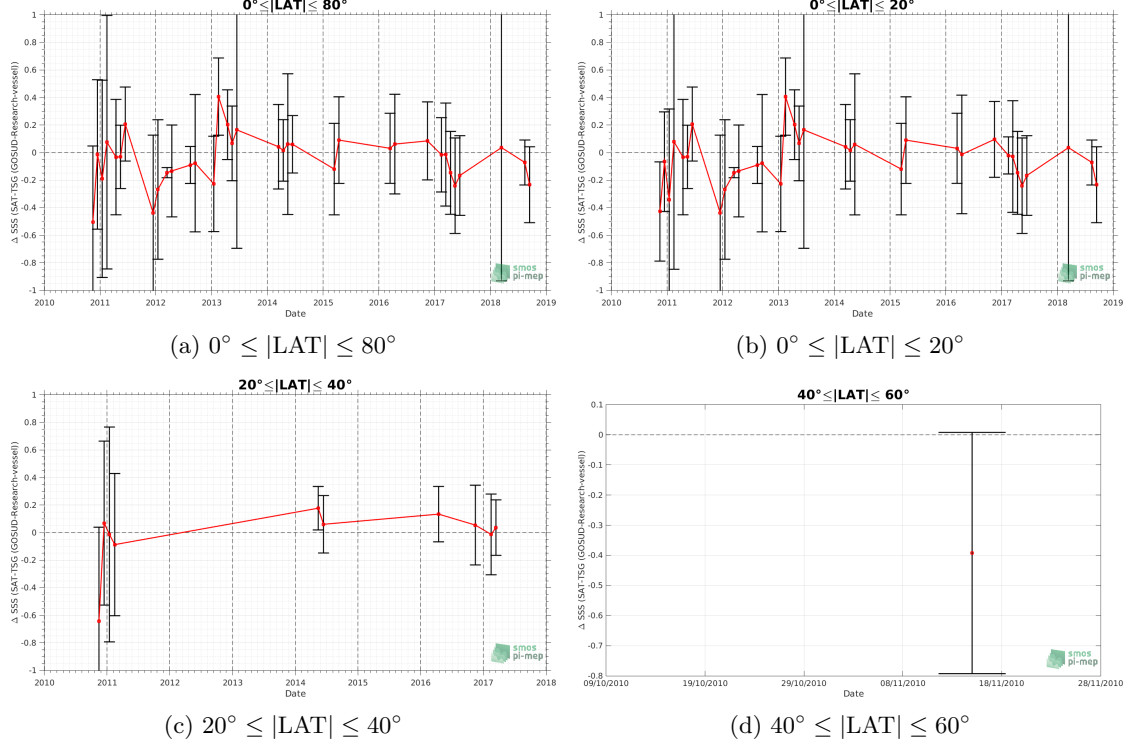 0°≤|LAT|≤ 80°
1
0.8
0.6
0.4
0.2
0
-0.2
-0.4
-0.6
-0.8
-1
Δ SSS (SAT-TSG (GOSUD-Research-vessel))
2010 2011 2012 2013 2014 2015 2016 2017 2018 2019
Date
smos
pi-mep
(a) 0° ≤ |LAT| ≤ 80°
0°≤|LAT|≤ 20°
1
0.8
0.6
0.4
0.2
0
-0.2
-0.4
-0.6
-0.8
-1
Δ SSS (SAT-TSG (GOSUD-Research-vessel))
2010 2011 2012 2013 2014 2015 2016 2017 2018 2019
Date
smos
pi-mep
(b) 0° ≤ |LAT| ≤ 20°
20°≤|LAT|≤ 40°
1
0.8
0.6
0.4
0.2
0
-0.2
-0.4
-0.6
-0.8
-1
Δ SSS (SAT-TSG (GOSUD-Research-vessel))
2010 2011 2012 2013 2014 2015 2016 2017 2018
Date
smos
pi-mep
(c) 20° ≤ |LAT| ≤ 40°
40°≤|LAT|≤ 60°
0.1
0
-0.1
-0.2
-0.3
-0.4
-0.5
-0.6
-0.7
-0.8
Δ SSS (SAT-TSG (GOSUD-Research-vessel))
09/10/2010 19/10/2010 29/10/2010 08/11/2010 18/11/2010 28/11/2010
Date
smos
pi-mep
(d) 40° ≤ |LAT| ≤ 60°